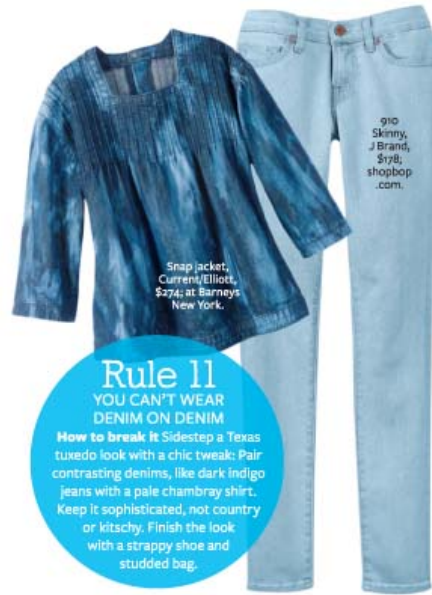 910
Skinny,
J Brand,
$178;
shopbop
.com.
Snap jacket,
Current/Elliott,
$274; at Barneys
New York.
Rule 11
YOU CAN'T WEAR
DENIM ON DENIM
How to break it Sidestep a Texas
tuxedo look with a chic tweak: Pair
contrasting denims, like dark indigo
jeans with a pale chambray shirt.
Keep it sophisticated, not country
or kitschy. Finish the look
with a strappy shoe and
studded bag.